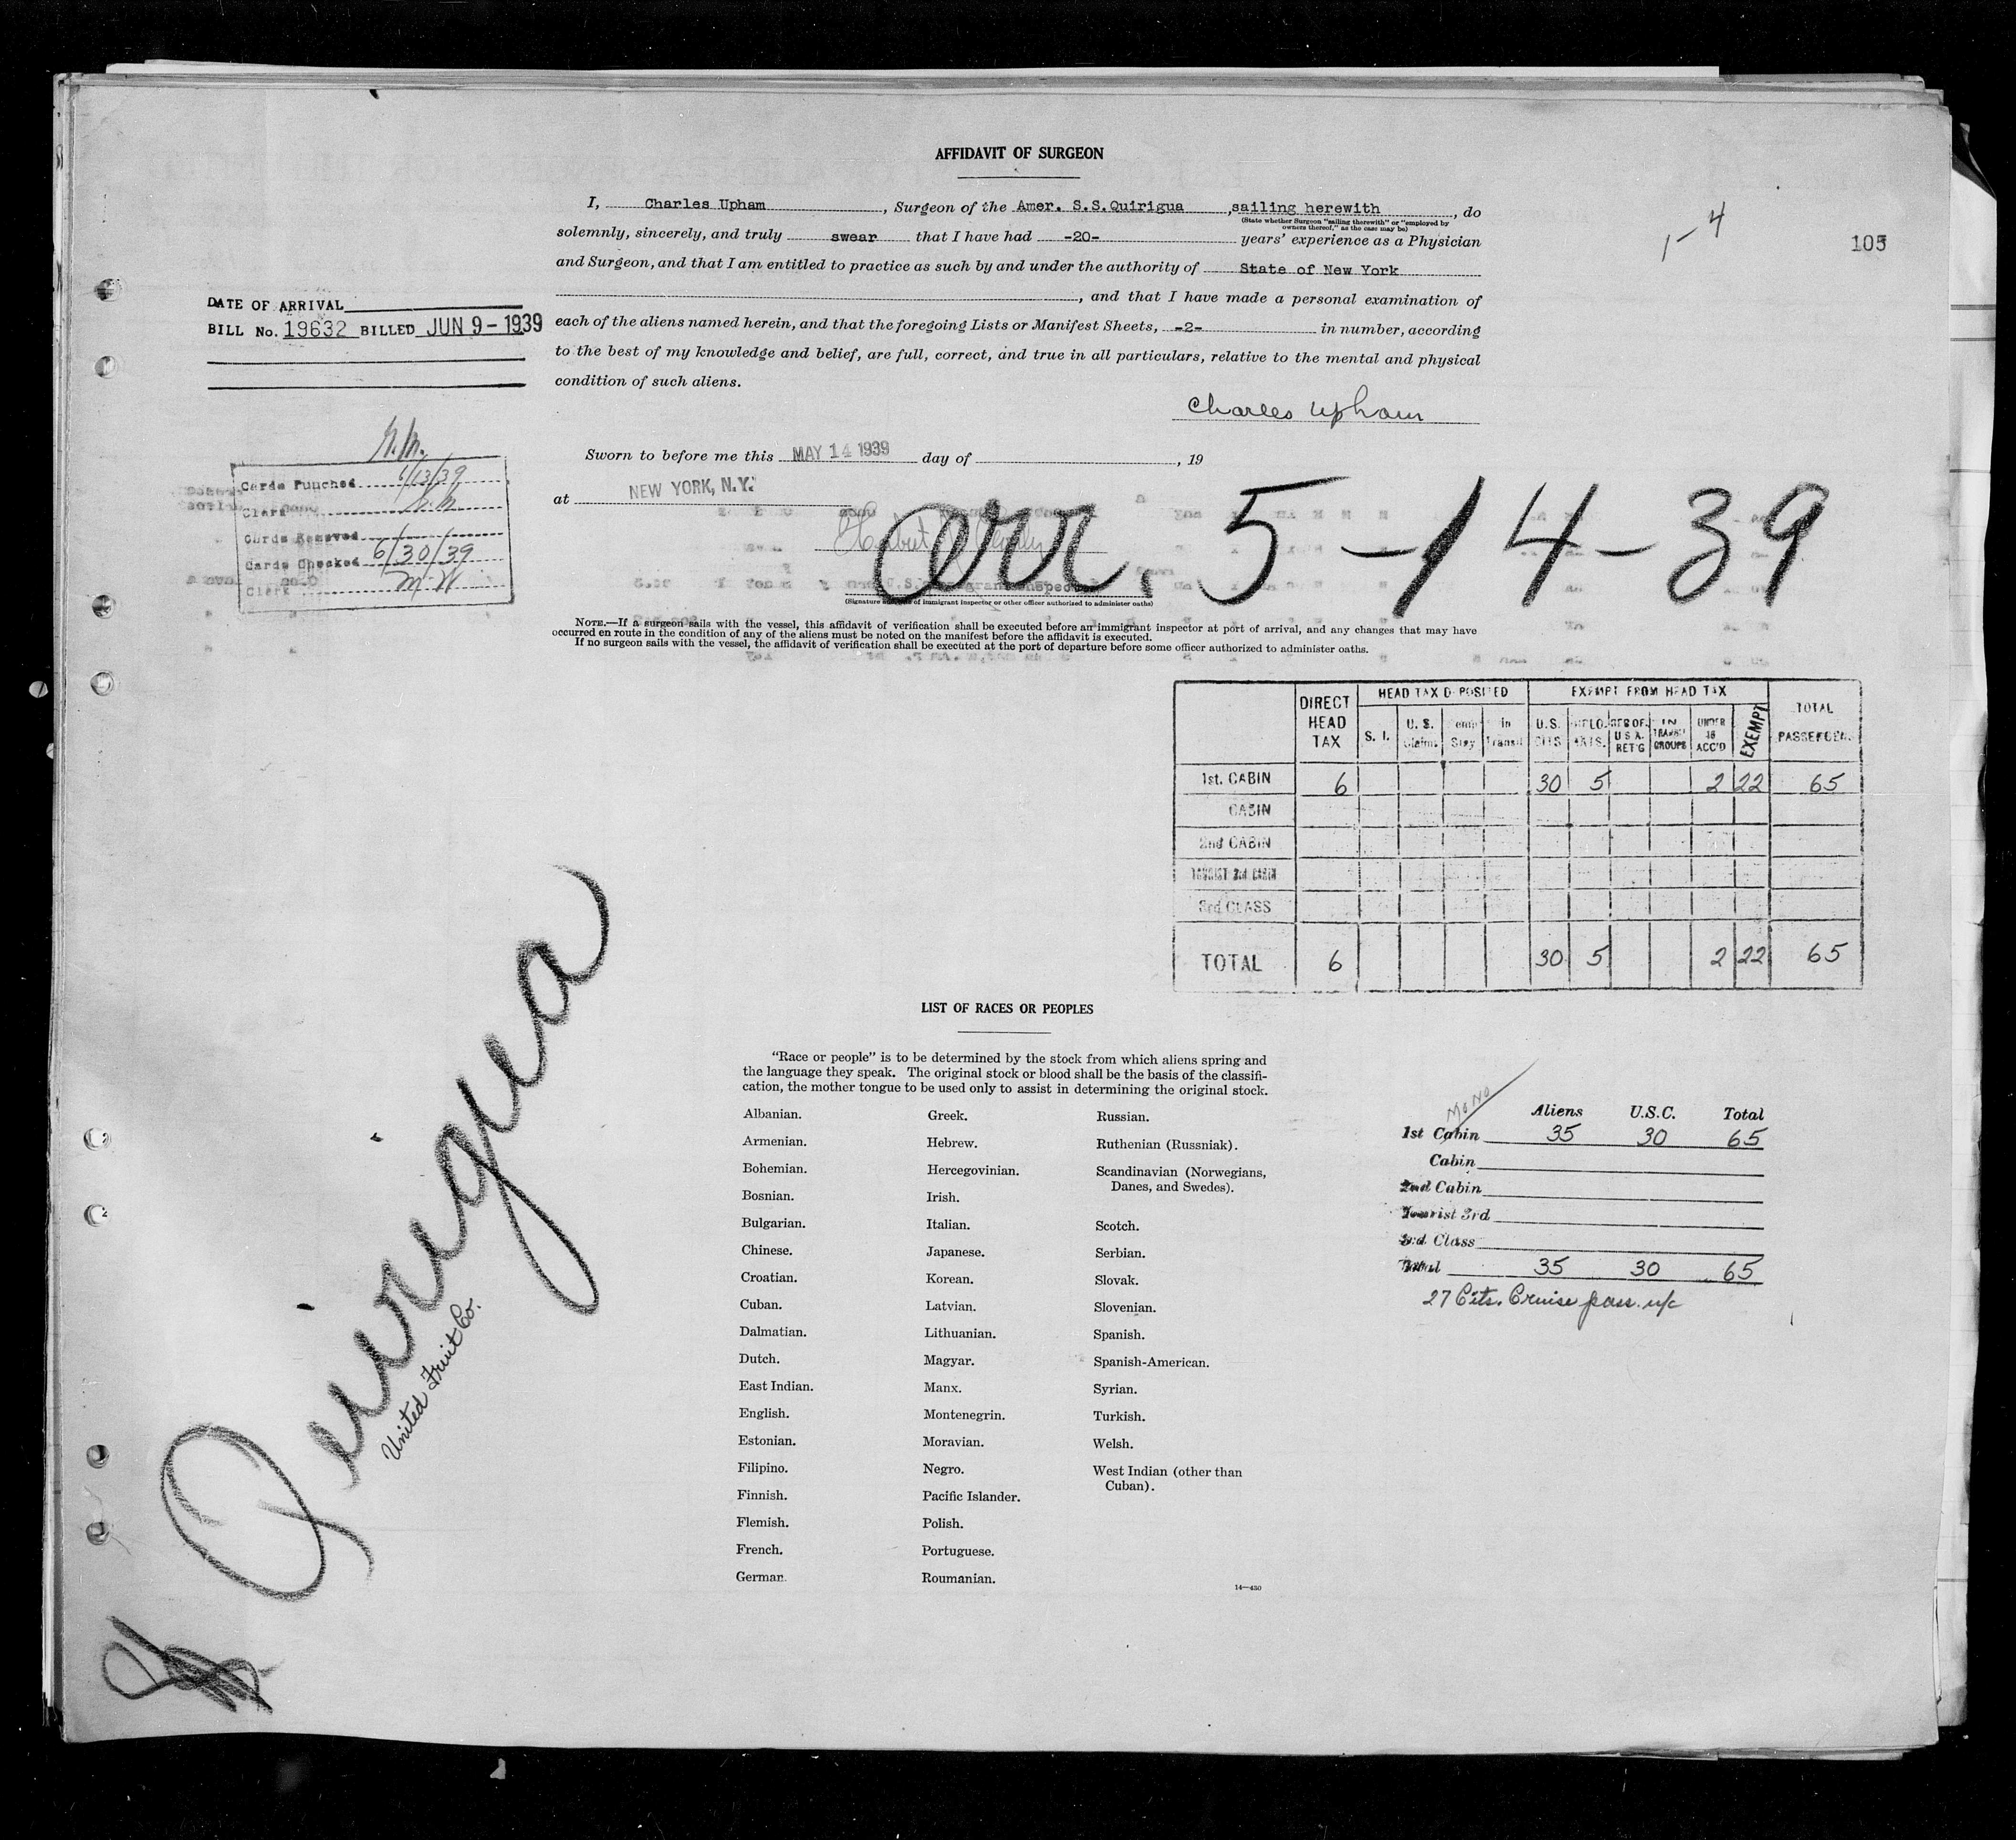 AFFIDAVIT OF SURGEON
I, Charles Upham, Surgeon of the Amer. S.S.Quirigua, sailing herewith, do
(State whether Surgeon "sailing therewith" or "employed by
owners thereof," as the case may be)
solemnly, sincerely, and truly swear that I have had -20- years' experience as a Physician
and Surgeon, and that I am entitled to practice as such by and under the authority of State of New York
, and that I have made a personal examination of
each of the aliens named herein, and that the foregoing Lists or Manifest Sheets, -2- in number, according
to the best of my knowledge and belief, are full, correct, and true in all particulars, relative to the mental and physical
condition of such aliens.
Charles Upham
Sworn to before me this MAY 14 1939 day of , 19
at NEW YORK, N.Y.
arr. 5-14-39
(Signature of immigrant inspector or other officer authorized to administer oaths)
NOTE.—If a surgeon sails with the vessel, this affidavit of verification shall be executed before an immigrant inspector at port of arrival, and any changes that may have
occurred en route in the condition of any of the aliens must be noted on the manifest before the affidavit is executed.
If no surgeon sails with the vessel, the affidavit of verification shall be executed at the port of departure before some officer authorized to administer oaths.
1-4
105
DATE OF ARRIVAL
BILL No. 19632 BILLED JUN 9-1939
Cards Punched 6/13/39
Clerk
Cards Removed
Cards Checked 6/30/39
Clerk M.W
DIRECT HEAD TAX
HEAD TAX DEPOSITED
EXEMPT FROM HEAD TAX
TOTAL PASSENGERS
S. I. U. S. Claims Temp Stay In Transit U.S. CITS DIPLOMATS. RES OF U S A. RET'G IN TRANSIT GROUPS UNDER 16 ACC'D EXEMPT
1st. CABIN 6 30 5 2 22 65
CABIN
2nd CABIN
TOURIST 3rd CABIN
3rd CLASS
TOTAL 6 30 5 2 22 65
LIST OF RACES OR PEOPLES
"Race or people" is to be determined by the stock from which aliens spring and
the language they speak. The original stock or blood shall be the basis of the classifi-
cation, the mother tongue to be used only to assist in determining the original stock.
Albanian.
Armenian.
Bohemian.
Bosnian.
Bulgarian.
Chinese.
Croatian.
Cuban.
Dalmatian.
Dutch.
East Indian.
English.
Estonian.
Filipino.
Finnish.
Flemish.
French.
German.
Greek.
Hebrew.
Hercegovinian.
Irish.
Italian.
Japanese.
Korean.
Latvian.
Lithuanian.
Magyar.
Manx.
Montenegrin.
Moravian.
Negro.
Pacific Islander.
Polish.
Portuguese.
Roumanian.
Russian.
Ruthenian (Russniak).
Scandinavian (Norwegians,
Danes, and Swedes).
Scotch.
Serbian.
Slovak.
Slovenian.
Spanish.
Spanish-American.
Syrian.
Turkish.
Welsh.
West Indian (other than
Cuban).
14—430
MONO
Aliens U.S.C. Total
1st Cabin 35 30 65
Cabin
2nd Cabin
Tourist 3rd
3rd Class
Total 35 30 65
27 Cits. Cruise pass. n/c
Quirigua
United Fruit Co.